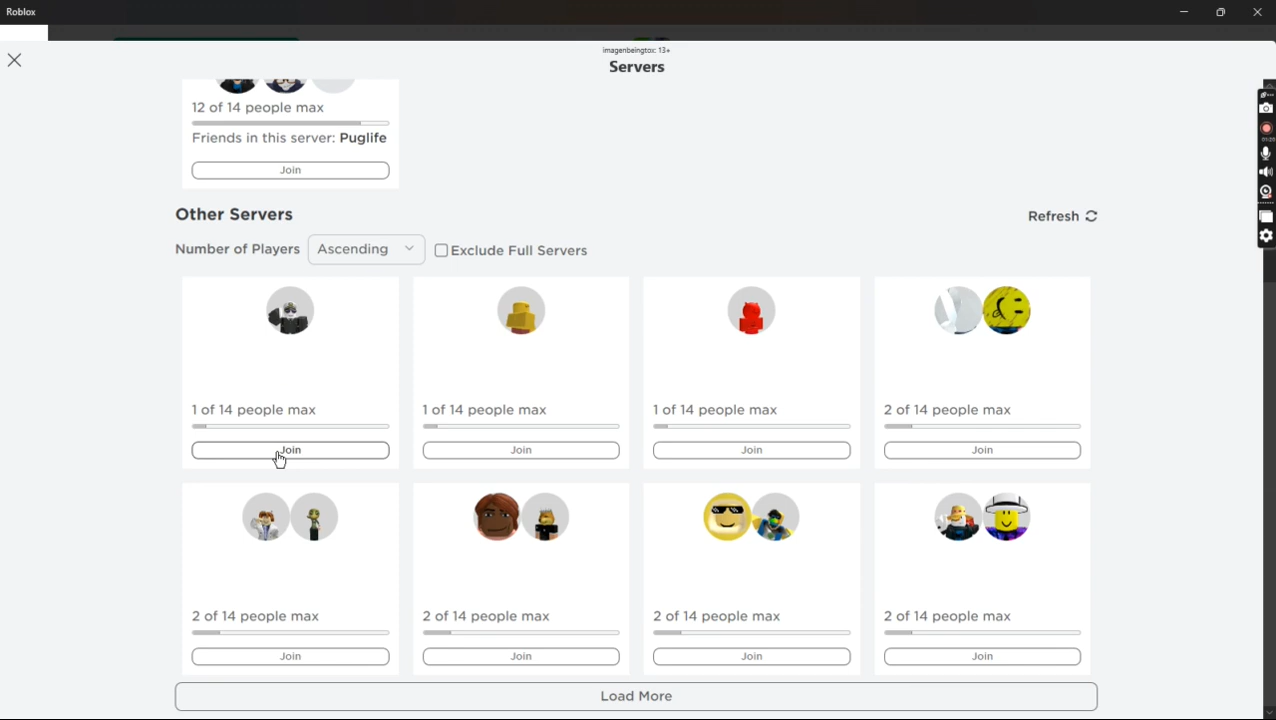 Roblox
imagenbeingtox: 13+
Servers
12 of 14 people max
Friends in this server: Puglife
Join
Other Servers
Refresh
Number of Players Ascending Exclude Full Servers
1 of 14 people max 1 of 14 people max 1 of 14 people max 2 of 14 people max
Join Join Join Join
2 of 14 people max 2 of 14 people max 2 of 14 people max 2 of 14 people max
Join Join Join Join
Load More